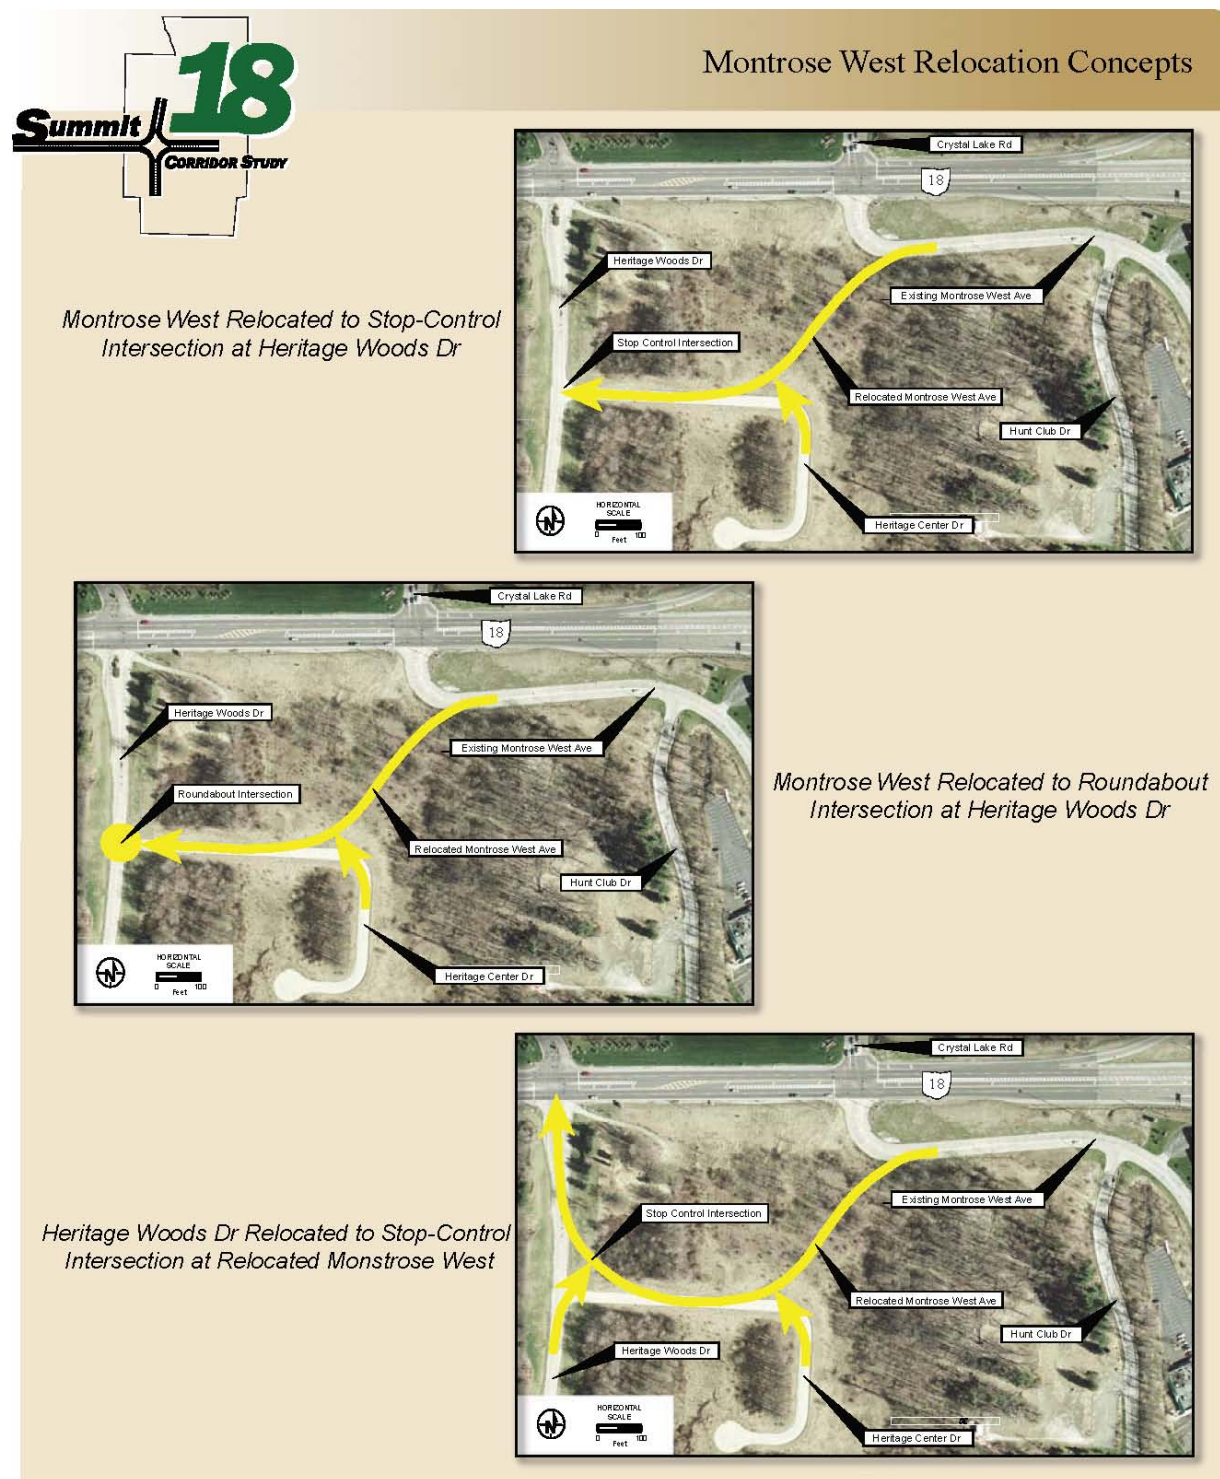 Montrose West Relocation Concepts
Summit 18
CORRIDOR STUDY
Montrose West Relocated to Stop-Control
Intersection at Heritage Woods Dr
Crystal Lake Rd
18
Heritage Woods Dr
Existing Montrose West Ave
Stop Control Intersection
Relocated Montrose West Ave
Hunt Club Dr
Heritage Center Dr
N
HORIZONTAL
SCALE
0 100
Feet
Crystal Lake Rd
18
Heritage Woods Dr
Existing Montrose West Ave
Roundabout Intersection
Relocated Montrose West Ave
Hunt Club Dr
Heritage Center Dr
N
HORIZONTAL
SCALE
0 100
Feet
Montrose West Relocated to Roundabout
Intersection at Heritage Woods Dr
Heritage Woods Dr Relocated to Stop-Control
Intersection at Relocated Monstrose West
Crystal Lake Rd
18
Existing Montrose West Ave
Stop Control Intersection
Relocated Montrose West Ave
Hunt Club Dr
Heritage Woods Dr
Heritage Center Dr
N
HORIZONTAL
SCALE
0 100
Feet